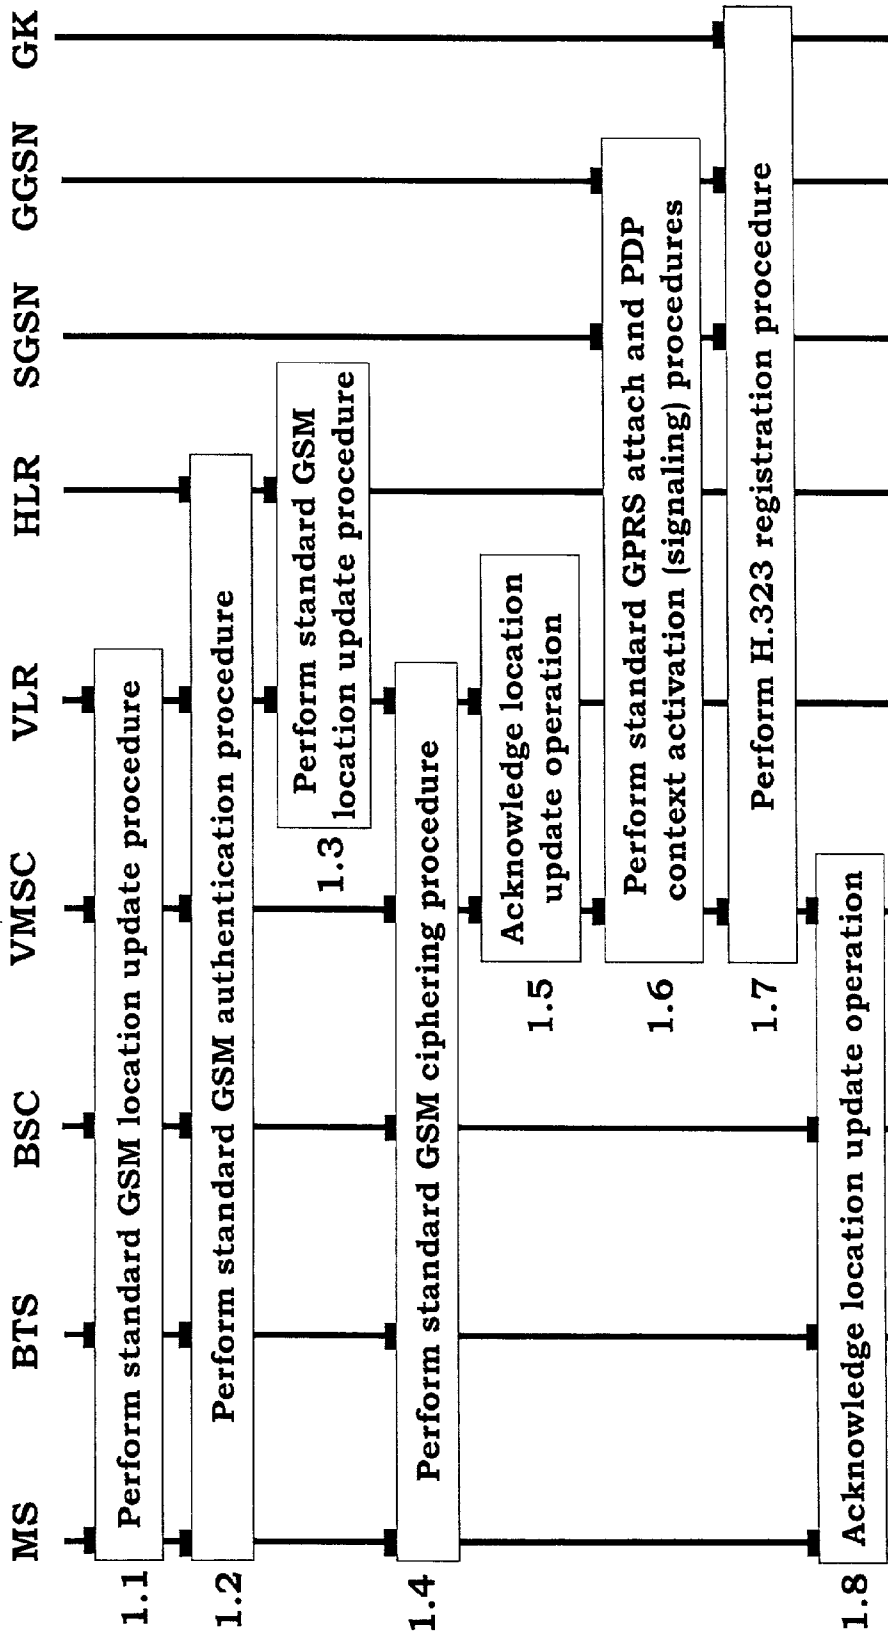 MS BTS BSC VMSC VLR HLR SGSN GGSN GK
1.1 Perform standard GSM location update procedure
1.2 Perform standard GSM authentication procedure
Perform standard GSM
1.3 location update procedure
1.4 Perform standard GSM ciphering procedure
Acknowledge location
1.5 update operation
Perform standard GPRS attach and PDP
1.6 context activation (signaling) procedures
1.7 Perform H.323 registration procedure
1.8 Acknowledge location update operation